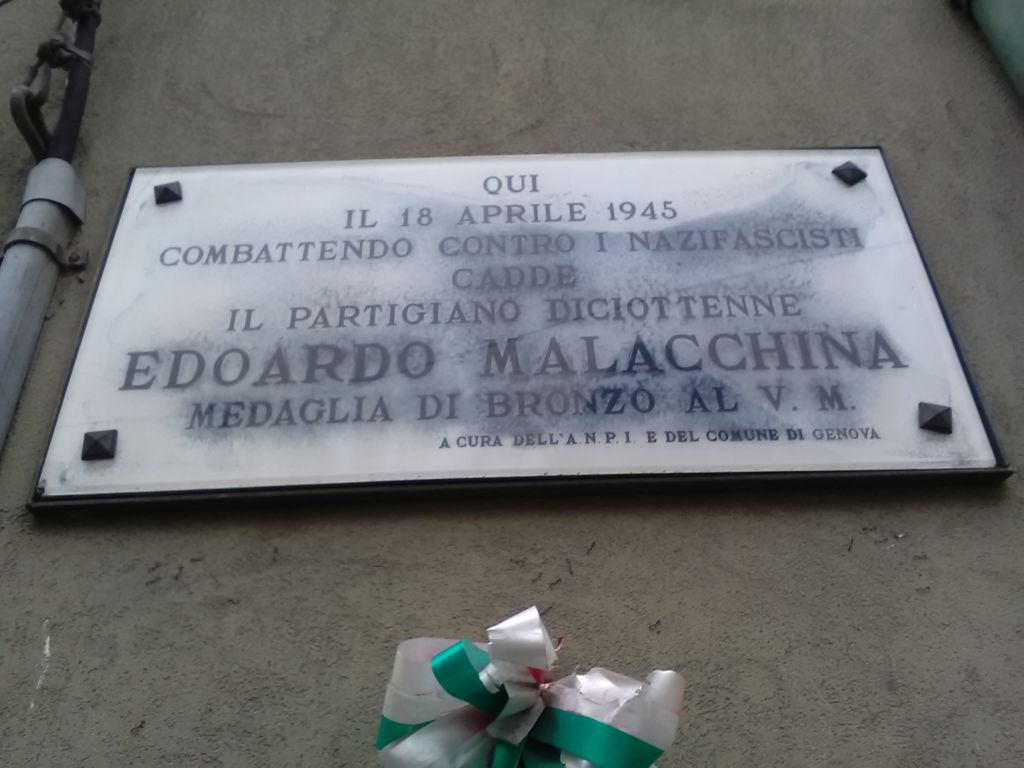 QUI
IL 18 APRILE 1945
COMBATTENDO CONTRO I NAZIFASCISTI
CADDE
IL PARTIGIANO DICIOTTENNE
EDOARDO MALACCHINA
MEDAGLIA DI BRONZO AL V. M.
A CURA DELL'A.N.P.I. E DEL COMUNE DI GENOVA